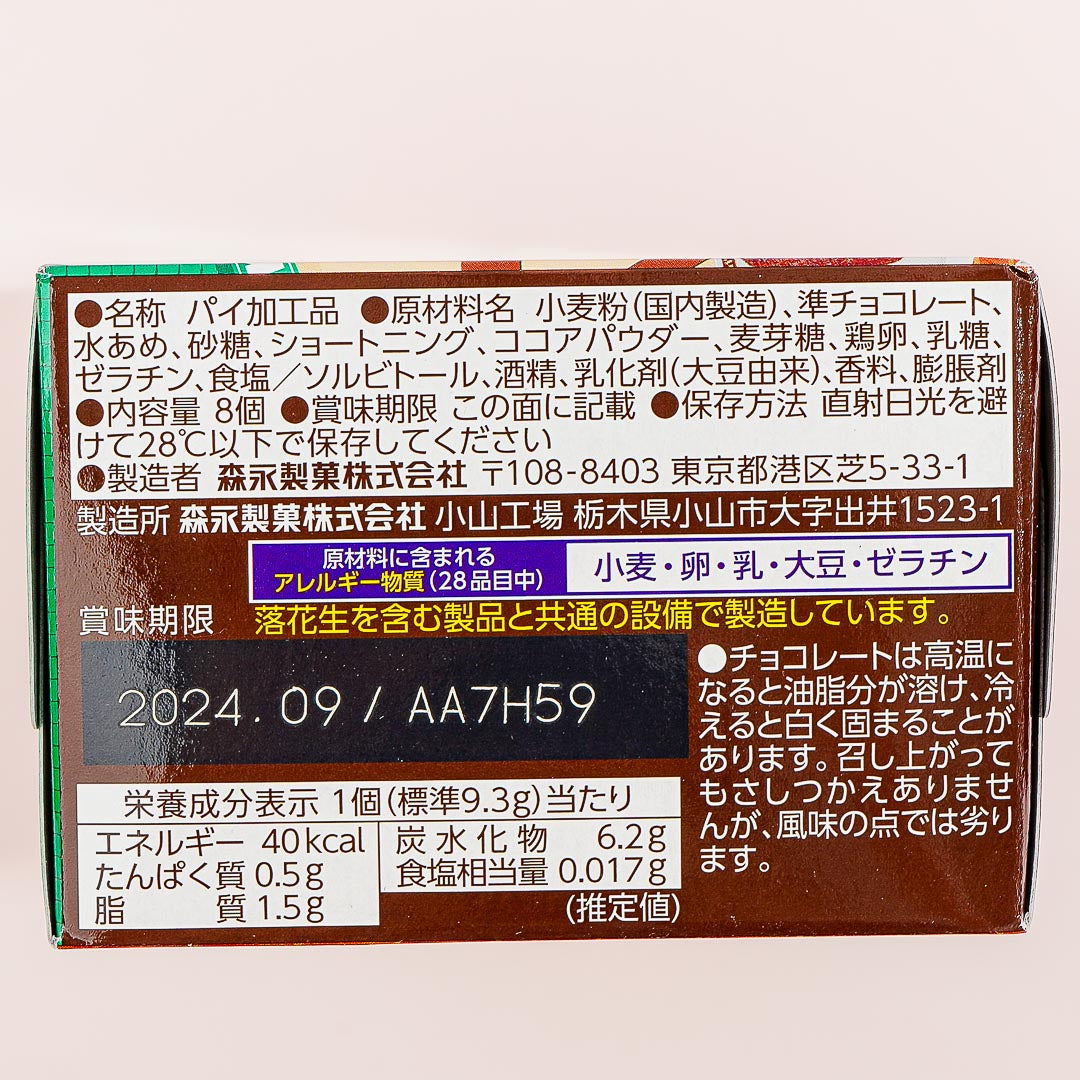 ●名称 パイ加工品 ●原材料名 小麦粉(国内製造)、準チョコレート、
水あめ、砂糖、ショートニング、ココアパウダー、麦芽糖、鶏卵、乳糖、
ゼラチン、食塩／ソルビトール、酒精、乳化剤(大豆由来)、香料、膨脹剤
●内容量 8個 ●賞味期限 この面に記載 ●保存方法 直射日光を避
けて28℃以下で保存してください
●製造者 森永製菓株式会社 〒108-8403 東京都港区芝5-33-1
製造所 森永製菓株式会社 小山工場 栃木県小山市大字出井1523-1
原材料に含まれる
アレルギー物質(28品目中)
小麦・卵・乳・大豆・ゼラチン
落花生を含む製品と共通の設備で製造しています。
賞味期限
2024.09/AA7H59
●チョコレートは高温に
なると油脂分が溶け、冷
えると白く固まることが
あります。召し上がって
もさしつかえありませ
んが、風味の点では劣り
ます。
栄養成分表示 1個(標準9.3g)当たり
エネルギー 40kcal
たんぱく質 0.5g
脂質 1.5g
炭水化物 6.2g
食塩相当量 0.017g
(推定値)